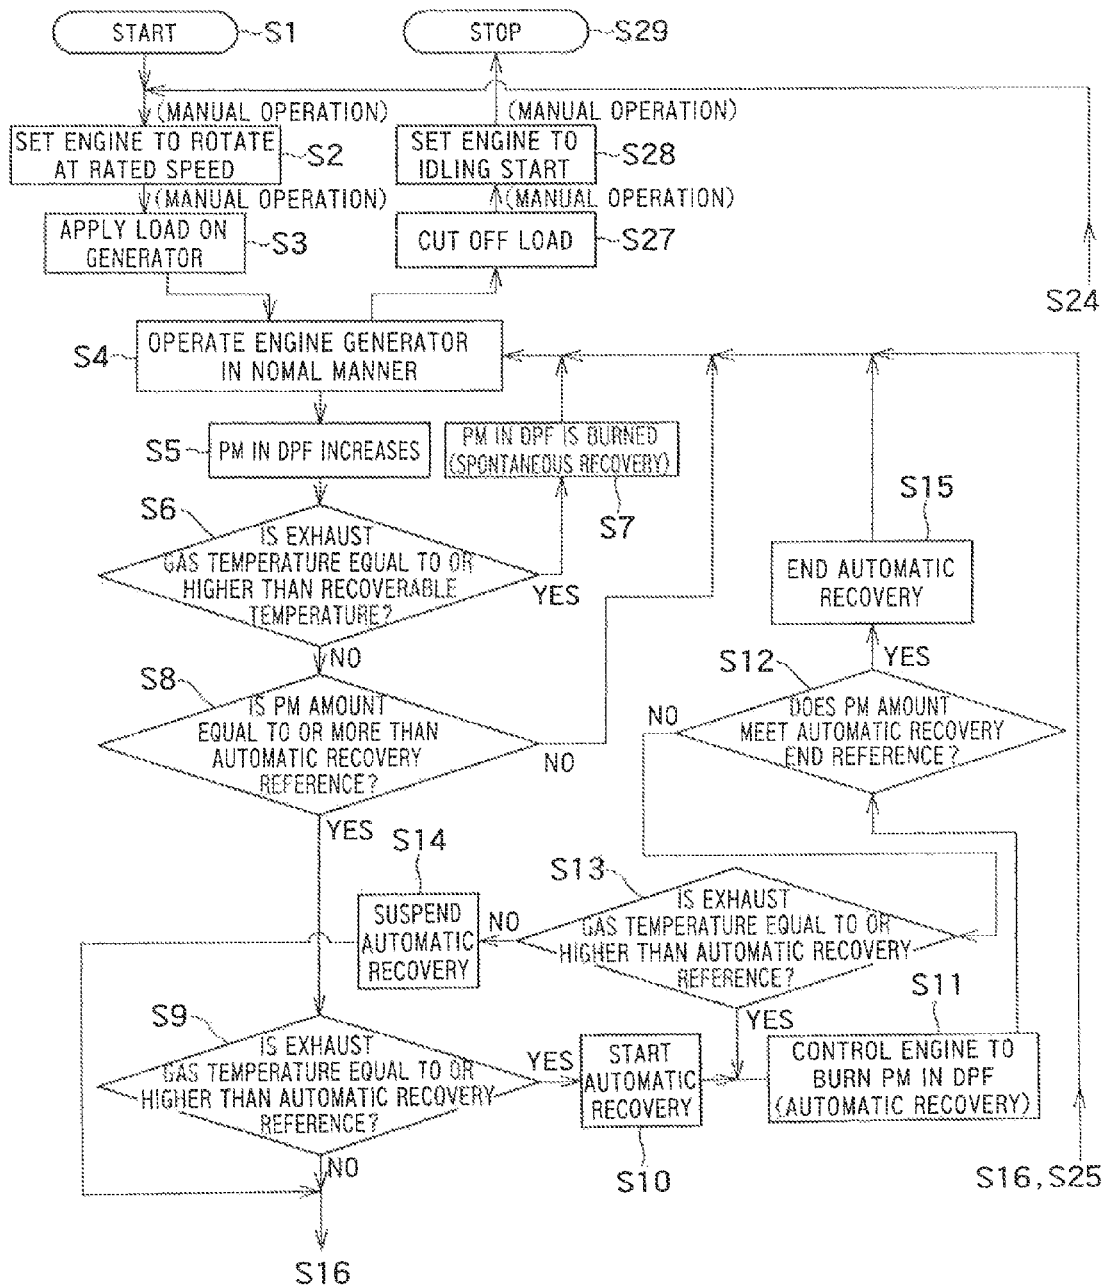 START
S1
STOP
S29
(MANUAL OPERATION)
(MANUAL OPERATION)
SET ENGINE TO ROTATE
AT RATED SPEED
S2
SET ENGINE TO
IDLING START
S28
(MANUAL OPERATION)
(MANUAL OPERATION)
APPLY LOAD ON
GENERATOR
S3
CUT OFF LOAD
S27
S24
S4
OPERATE ENGINE GENERATOR
IN NOMAL MANNER
S5
PM IN DPF INCREASES
PM IN DPF IS BURNED
(SPONTANEOUS RECOVERY)
S7
S6
IS EXHAUST
GAS TEMPERATURE EQUAL TO OR
HIGHER THAN RECOVERABLE
TEMPERATURE?
YES
NO
S15
END AUTOMATIC
RECOVERY
S8
IS PM AMOUNT
EQUAL TO OR MORE THAN
AUTOMATIC RECOVERY
REFERENCE?
NO
YES
S12
YES
DOES PM AMOUNT
MEET AUTOMATIC RECOVERY
END REFERENCE?
NO
S14
SUSPEND
AUTOMATIC
RECOVERY
S13
IS EXHAUST
GAS TEMPERATURE EQUAL TO OR
HIGHER THAN AUTOMATIC RECOVERY
REFERENCE?
NO
YES
S9
IS EXHAUST
GAS TEMPERATURE EQUAL TO OR
HIGHER THAN AUTOMATIC RECOVERY
REFERENCE?
YES
NO
START
AUTOMATIC
RECOVERY
S10
S11
CONTROL ENGINE TO
BURN PM IN DPF
(AUTOMATIC RECOVERY)
S16, S25
S16